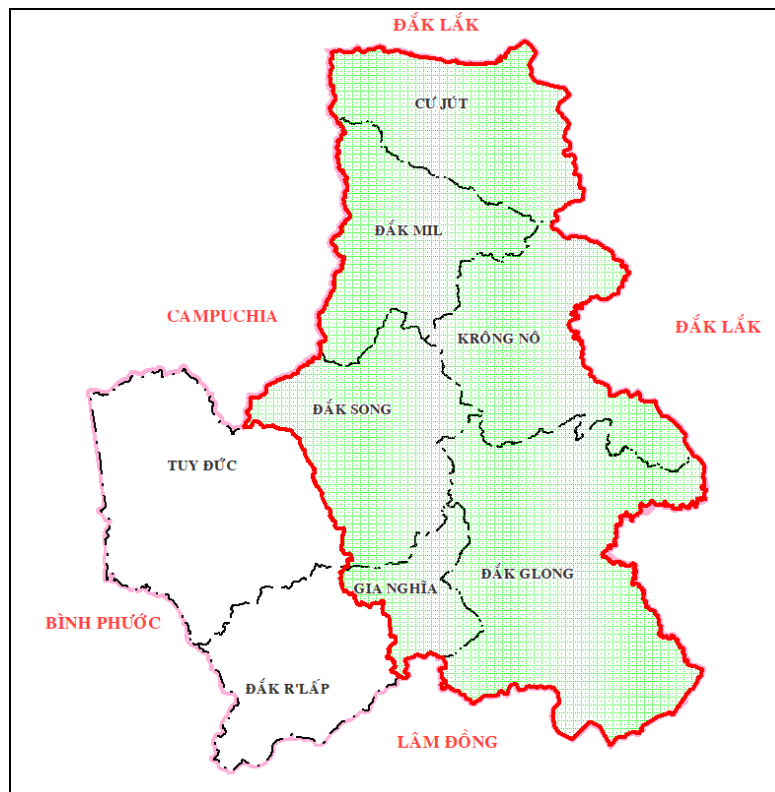 ĐẮK LẮK
CƯ JÚT
ĐẮK MIL
CAMPUCHIA
ĐẮK LẮK
KRÔNG NÔ
ĐẮK SONG
TUY ĐỨC
ĐẮK GLONG
GIA NGHĨA
BÌNH PHƯỚC
ĐẮK R'LẤP
LÂM ĐỒNG